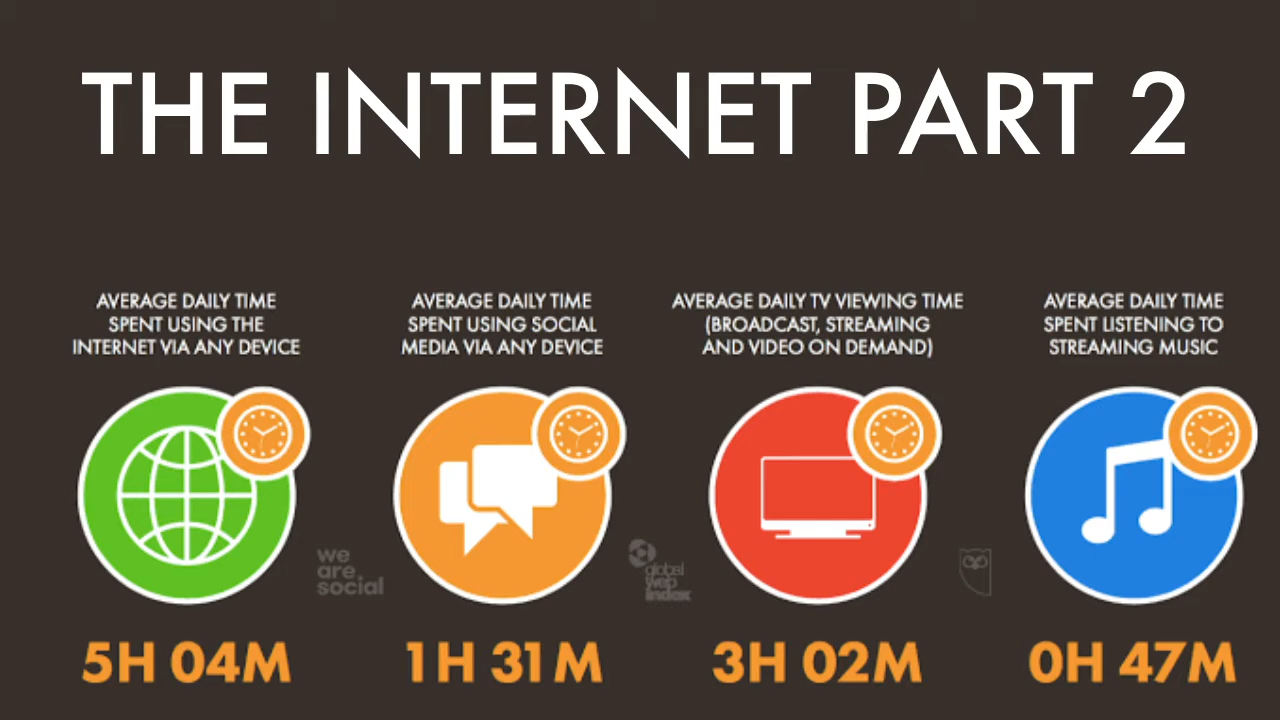 THE INTERNET PART 2
AVERAGE DAILY TIME
SPENT USING THE
INTERNET VIA ANY DEVICE
AVERAGE DAILY TIME
SPENT USING SOCIAL
MEDIA VIA ANY DEVICE
AVERAGE DAILY TV VIEWING TIME
(BROADCAST, STREAMING
AND VIDEO ON DEMAND)
AVERAGE DAILY TIME
SPENT LISTENING TO
STREAMING MUSIC
we
are
social
global
web
index
5H 04M
1H 31M
3H 02M
0H 47M